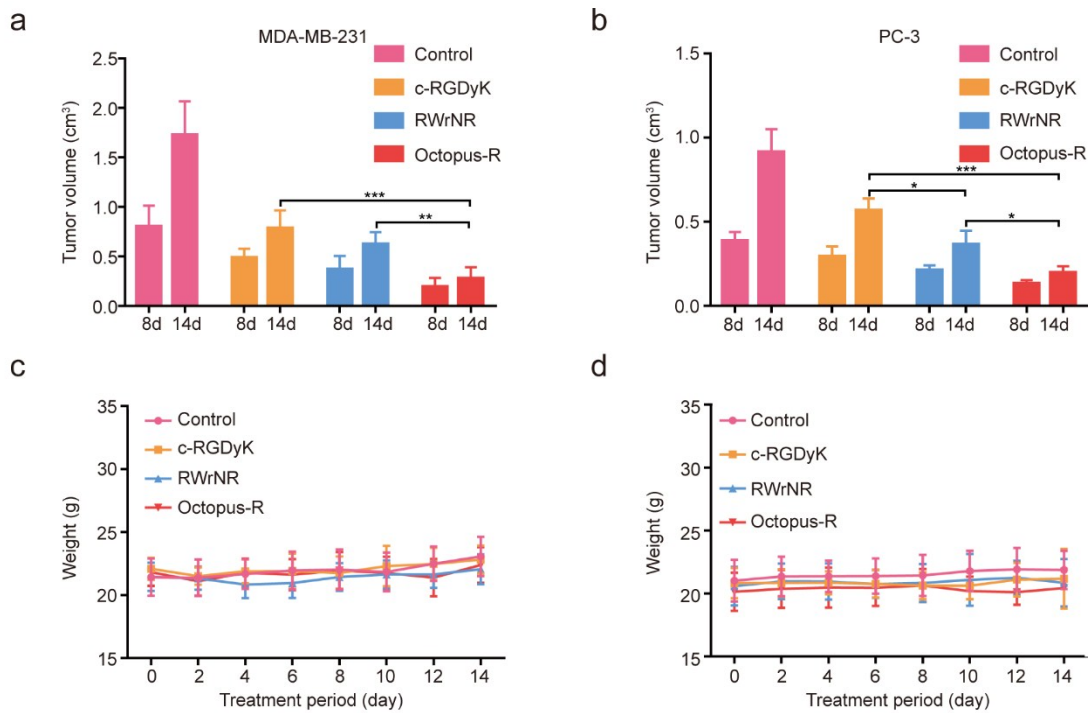 a
MDA-MB-231
Control
c-RGDyK
RWrNR
Octopus-R
Tumor volume (cm³)
2.5
2.0
1.5
1.0
0.5
0.0
***
**
8d 14d 8d 14d 8d 14d 8d 14d
b
PC-3
Control
c-RGDyK
RWrNR
Octopus-R
Tumor volume (cm³)
1.5
1.0
0.5
0.0
***
*
*
8d 14d 8d 14d 8d 14d 8d 14d
c
Control
c-RGDyK
RWrNR
Octopus-R
Weight (g)
35
30
25
20
15
0 2 4 6 8 10 12 14
Treatment period (day)
d
Control
c-RGDyK
RWrNR
Octopus-R
Weight (g)
35
30
25
20
15
0 2 4 6 8 10 12 14
Treatment period (day)